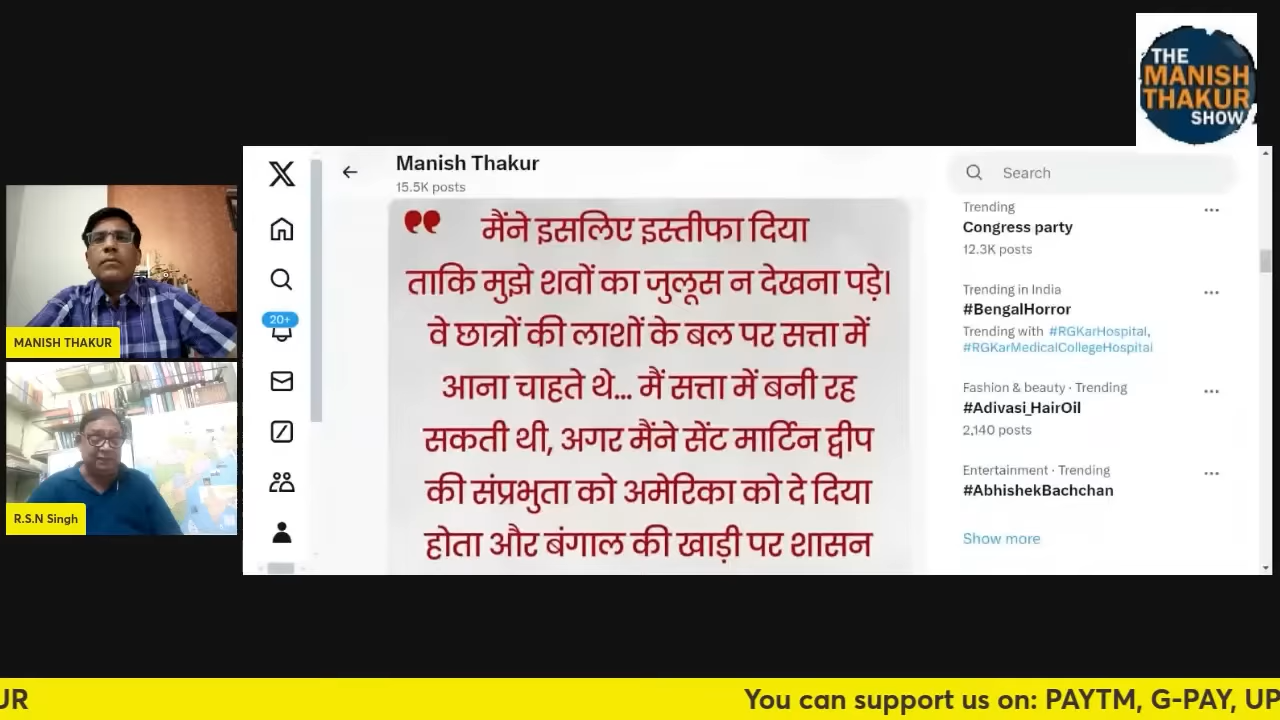 THE
MANISH
THAKUR
SHOW
MANISH THAKUR
R.S.N Singh
20+
Manish Thakur
15.5K posts
मैंने इसलिए इस्तीफा दिया
ताकि मुझे शवों का जुलूस न देखना पड़े।
वे छात्रों की लाशों के बल पर सत्ता में
आना चाहते थे... मैं सत्ता में बनी रह
सकती थी, अगर मैंने सेंट मार्टिन द्वीप
की संप्रभुता को अमेरिका को दे दिया
होता और बंगाल की खाड़ी पर शासन
Search
Trending
Congress party
12.3K posts
Trending in India
#BengalHorror
Trending with #RGKarHospital,
#RGKarMedicalCollegeHospital
Fashion & beauty · Trending
#Adivasi_HairOil
2,140 posts
Entertainment · Trending
#AbhishekBachchan
Show more
UR
You can support us on: PAYTM, G-PAY, UP